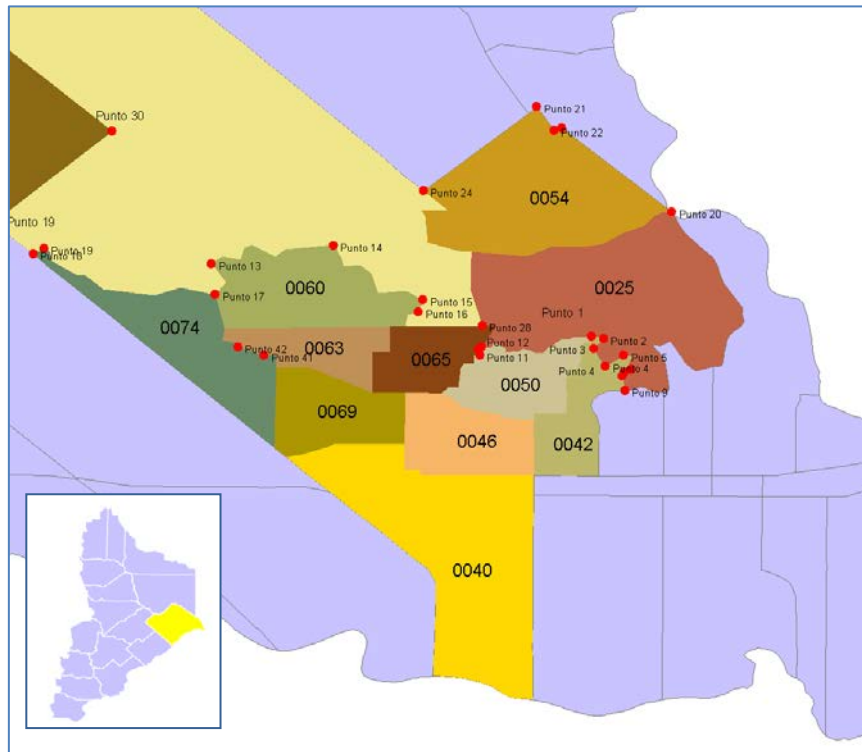 Punto 21
Punto 30
Punto 22
Punto 24
0054
Punto 20
Punto 19
Punto 19
Punto 18
Punto 14
Punto 13
0060
0025
Punto 17
Punto 15
Punto 16
0074
Punto 28
Punto 1
Punto 2
Punto 42
0063
Punto 12
Punto 3
Punto 41
0065
Punto 11
Punto 5
Punto 4
Punto 4
0050
Punto 9
0069
0046
0042
0040